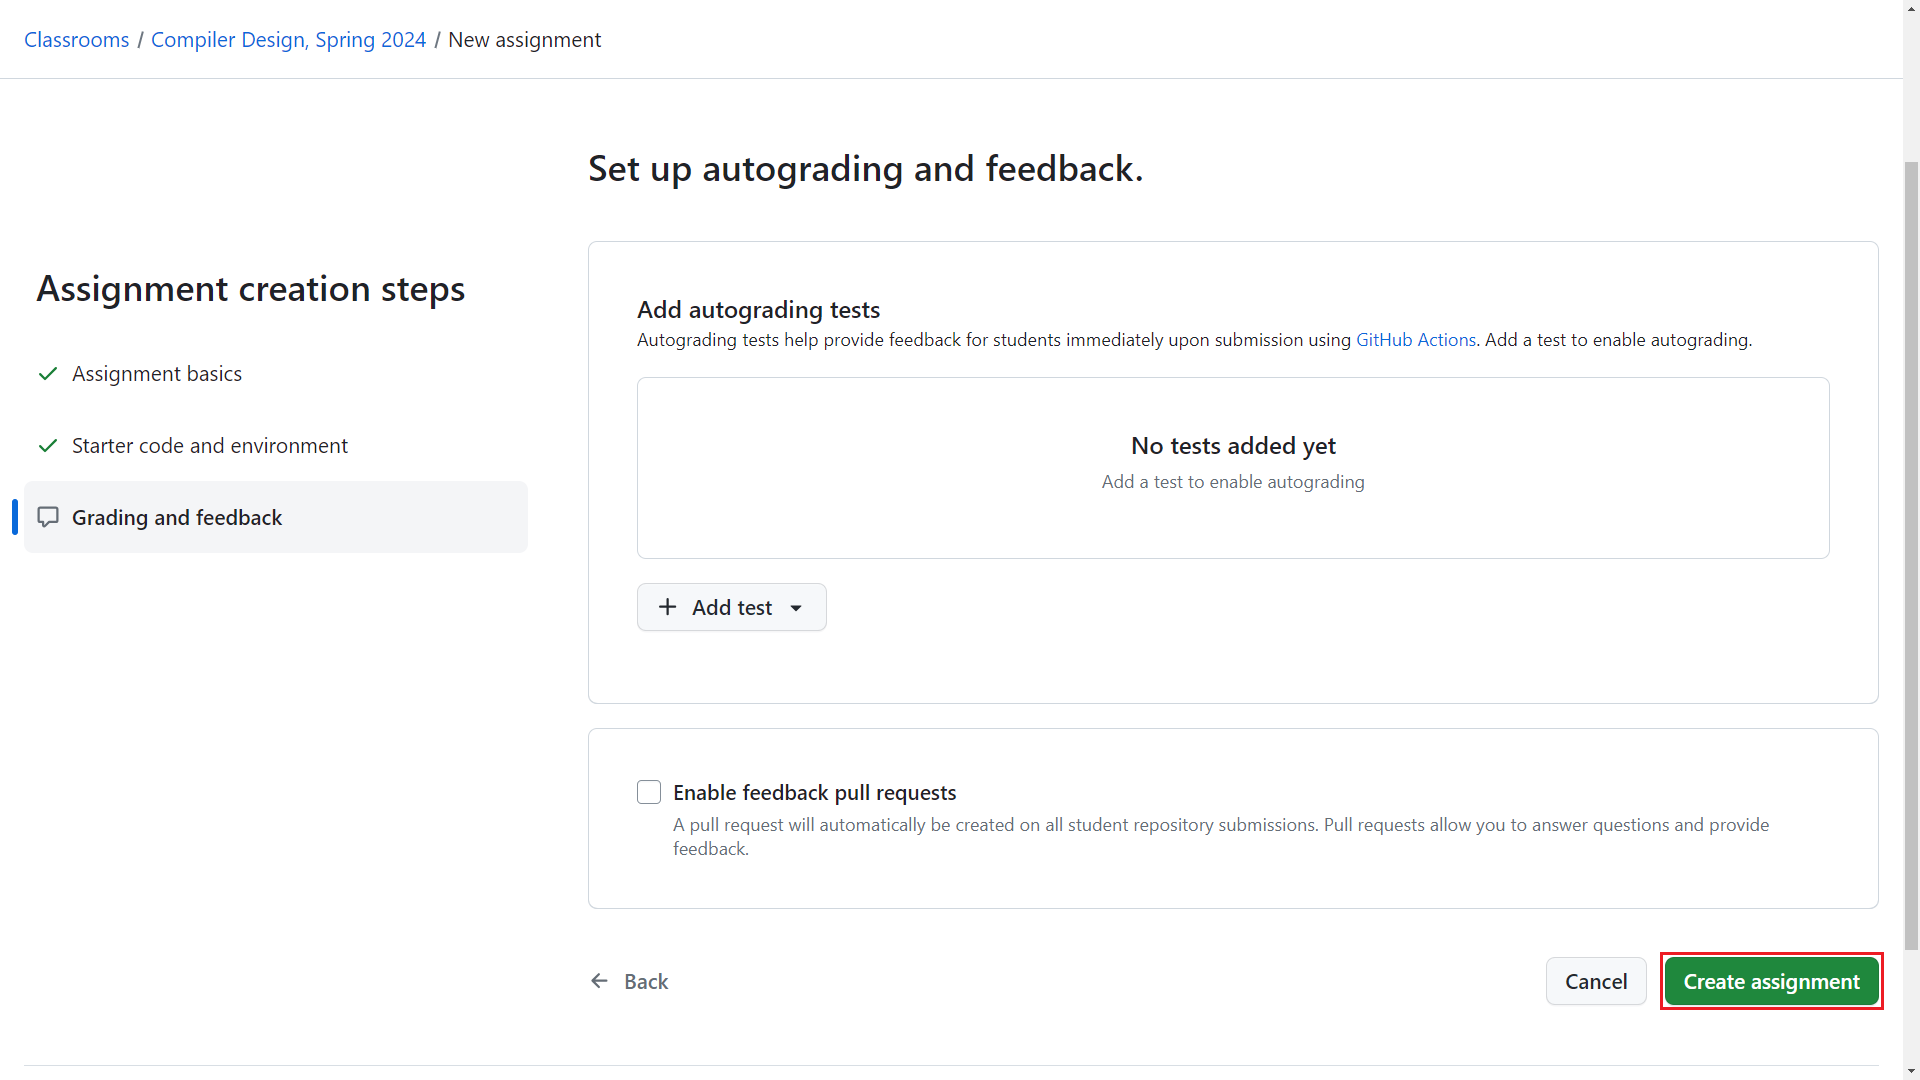 Classrooms / Compiler Design, Spring 2024 / New assignment
Set up autograding and feedback.
Assignment creation steps
Assignment basics
Starter code and environment
Grading and feedback
Add autograding tests
Autograding tests help provide feedback for students immediately upon submission using GitHub Actions. Add a test to enable autograding.
No tests added yet
Add a test to enable autograding
+ Add test
Enable feedback pull requests
A pull request will automatically be created on all student repository submissions. Pull requests allow you to answer questions and provide
feedback.
← Back
Cancel
Create assignment